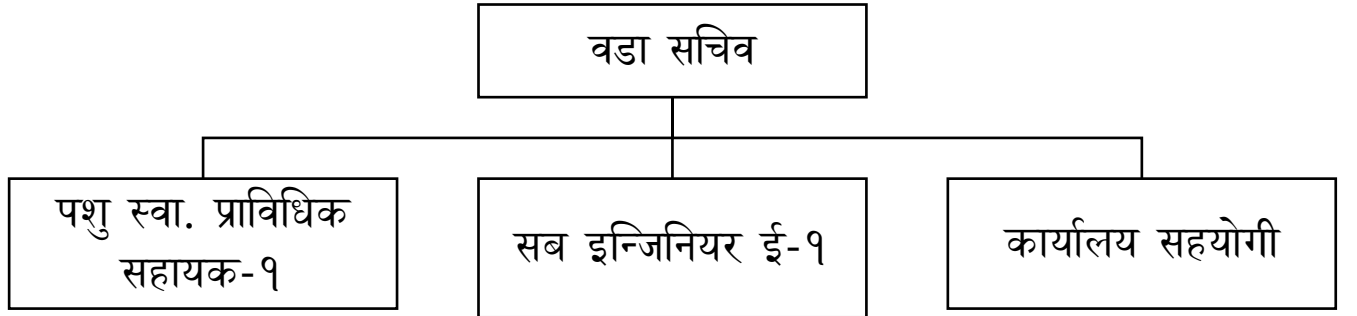 वडा सचिव
पशु स्वा. प्राविधिक
सहायक-१
सब इन्जिनियर ई-१
कार्यालय सहयोगी